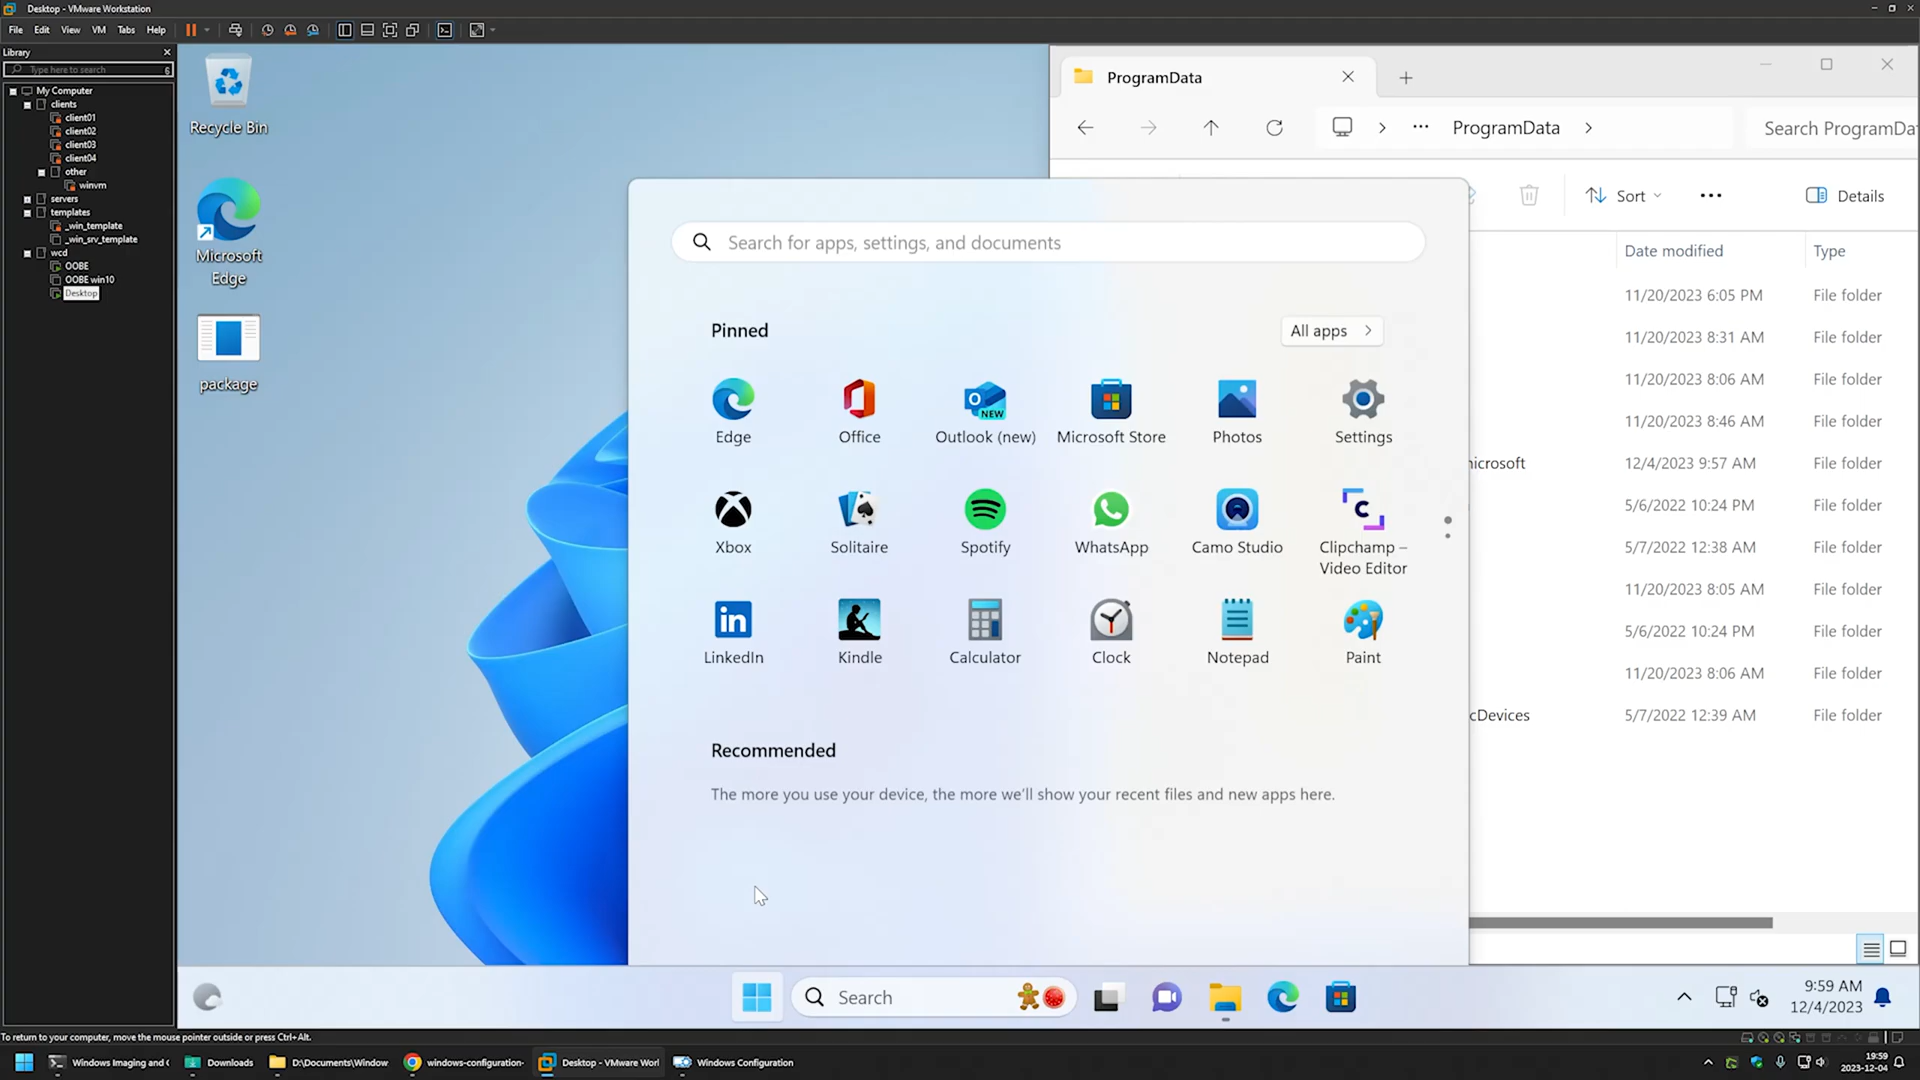 Desktop - VMware Workstation
File Edit View VM Tabs Help
Library
Type here to search
My Computer
clients
client01
client02
client03
client04
other
winvm
servers
templates
_win_template
_win_srv_template
wcd
OOBE
OOBE win10
Desktop
Recycle Bin
Microsoft
Edge
package
ProgramData
ProgramData
Search ProgramDa
Sort
Details
Date modified Type
11/20/2023 6:05 PM File folder
11/20/2023 8:31 AM File folder
11/20/2023 8:06 AM File folder
11/20/2023 8:46 AM File folder
icrosoft 12/4/2023 9:57 AM File folder
5/6/2022 10:24 PM File folder
5/7/2022 12:38 AM File folder
11/20/2023 8:05 AM File folder
5/6/2022 10:24 PM File folder
11/20/2023 8:06 AM File folder
cDevices 5/7/2022 12:39 AM File folder
Search for apps, settings, and documents
Pinned
All apps
Edge Office Outlook (new) Microsoft Store Photos Settings
NEW
Xbox Solitaire Spotify WhatsApp Camo Studio Clipchamp –
Video Editor
LinkedIn Kindle Calculator Clock Notepad Paint
Recommended
The more you use your device, the more we'll show your recent files and new apps here.
Search
9:59 AM
12/4/2023
To return to your computer, move the mouse pointer outside or press Ctrl+Alt.
Windows Imaging and C Downloads D:\Documents\Window windows-configuration- Desktop - VMware Worl Windows Configuration
19:59
2023-12-04